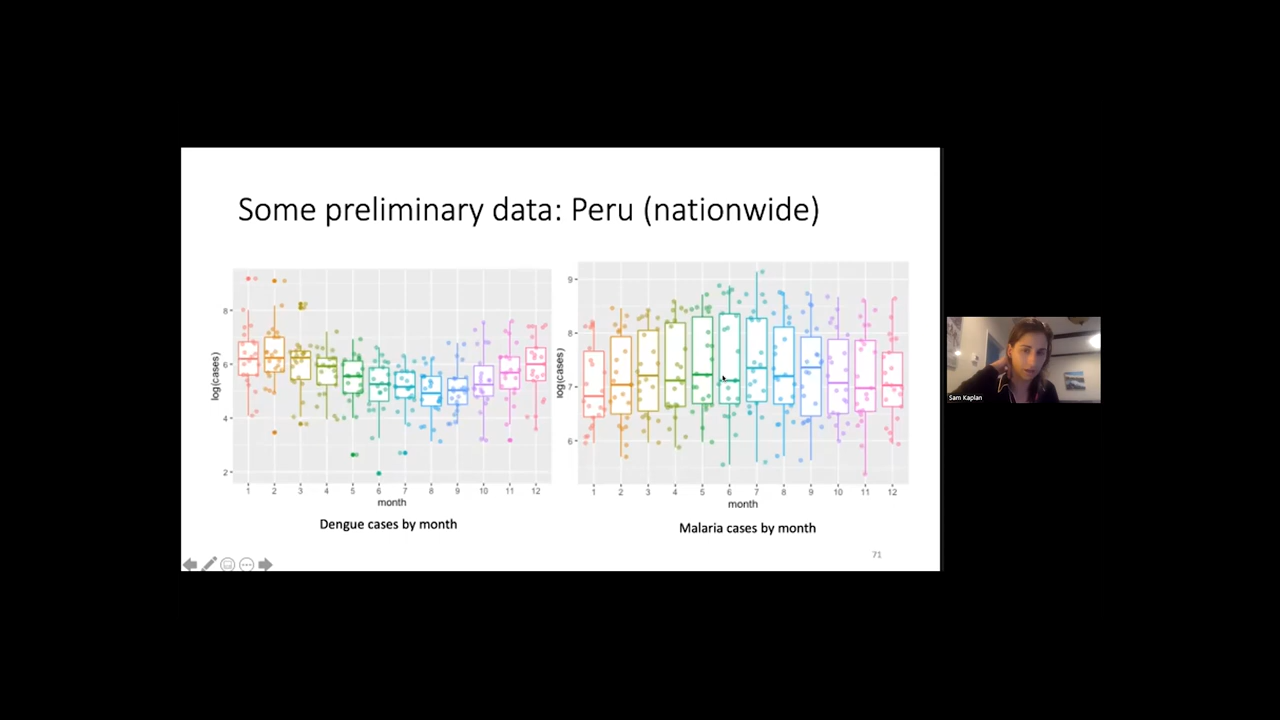 Some preliminary data: Peru (nationwide)
log(cases)
8
6
4
2
1 2 3 4 5 6 7 8 9 10 11 12
month
Dengue cases by month
log(cases)
9
8
7
6
1 2 3 4 5 6 7 8 9 10 11 12
month
Malaria cases by month
71
Sam Kaplan